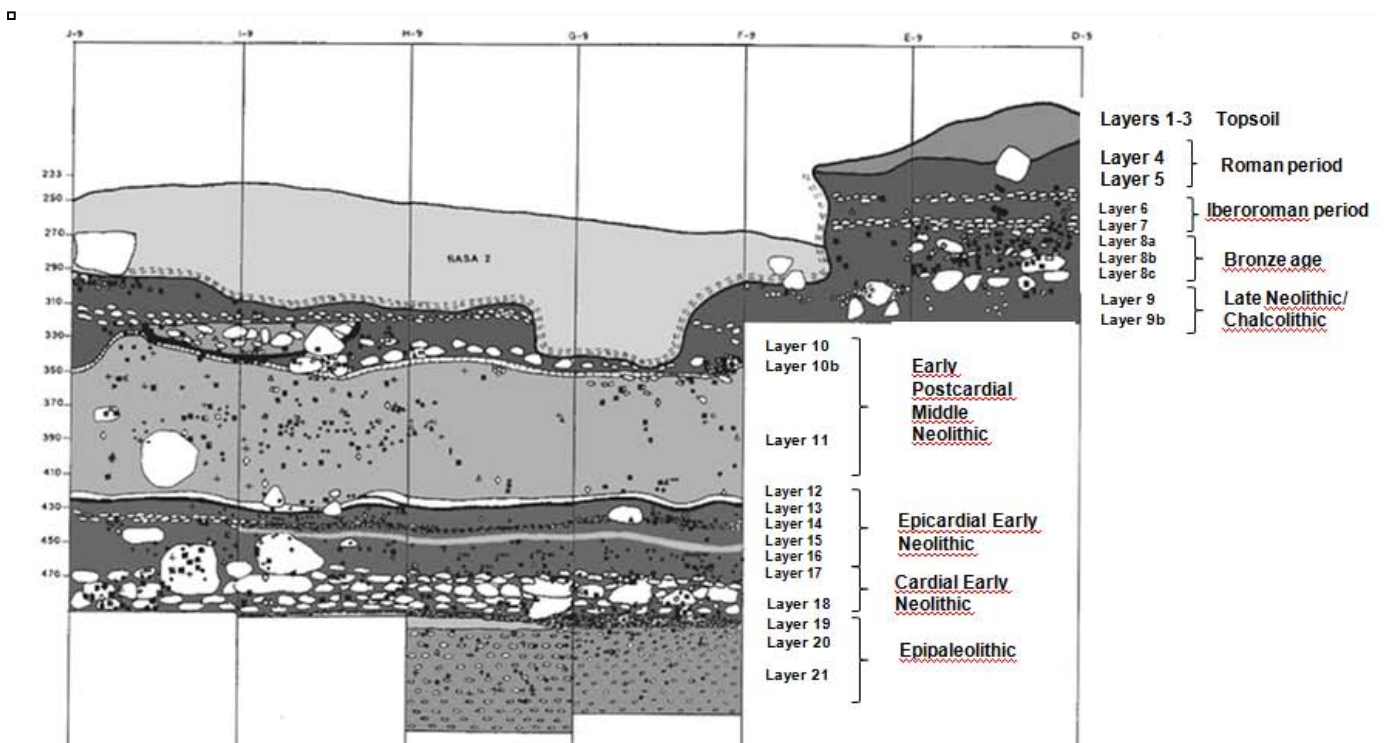 J-9 I-9 H-9 G-9 F-9 E-9 D-9
Layers 1-3 Topsoil
Layer 4
Layer 5
Roman period
Layer 6
Layer 7
Iberoroman period
Layer 8a
Layer 8b
Layer 8c
Bronze age
Layer 9
Layer 9b
Late Neolithic/
Chalcolithic
233
250
270
290
310
330
350
370
390
410
430
450
470
RASA 2
Layer 10
Layer 10b
Layer 11
Early
Postcardial
Middle
Neolithic
Layer 12
Layer 13
Layer 14
Layer 15
Layer 16
Epicardial Early
Neolithic
Layer 17
Layer 18
Cardial Early
Neolithic
Layer 19
Layer 20
Layer 21
Epipaleolithic